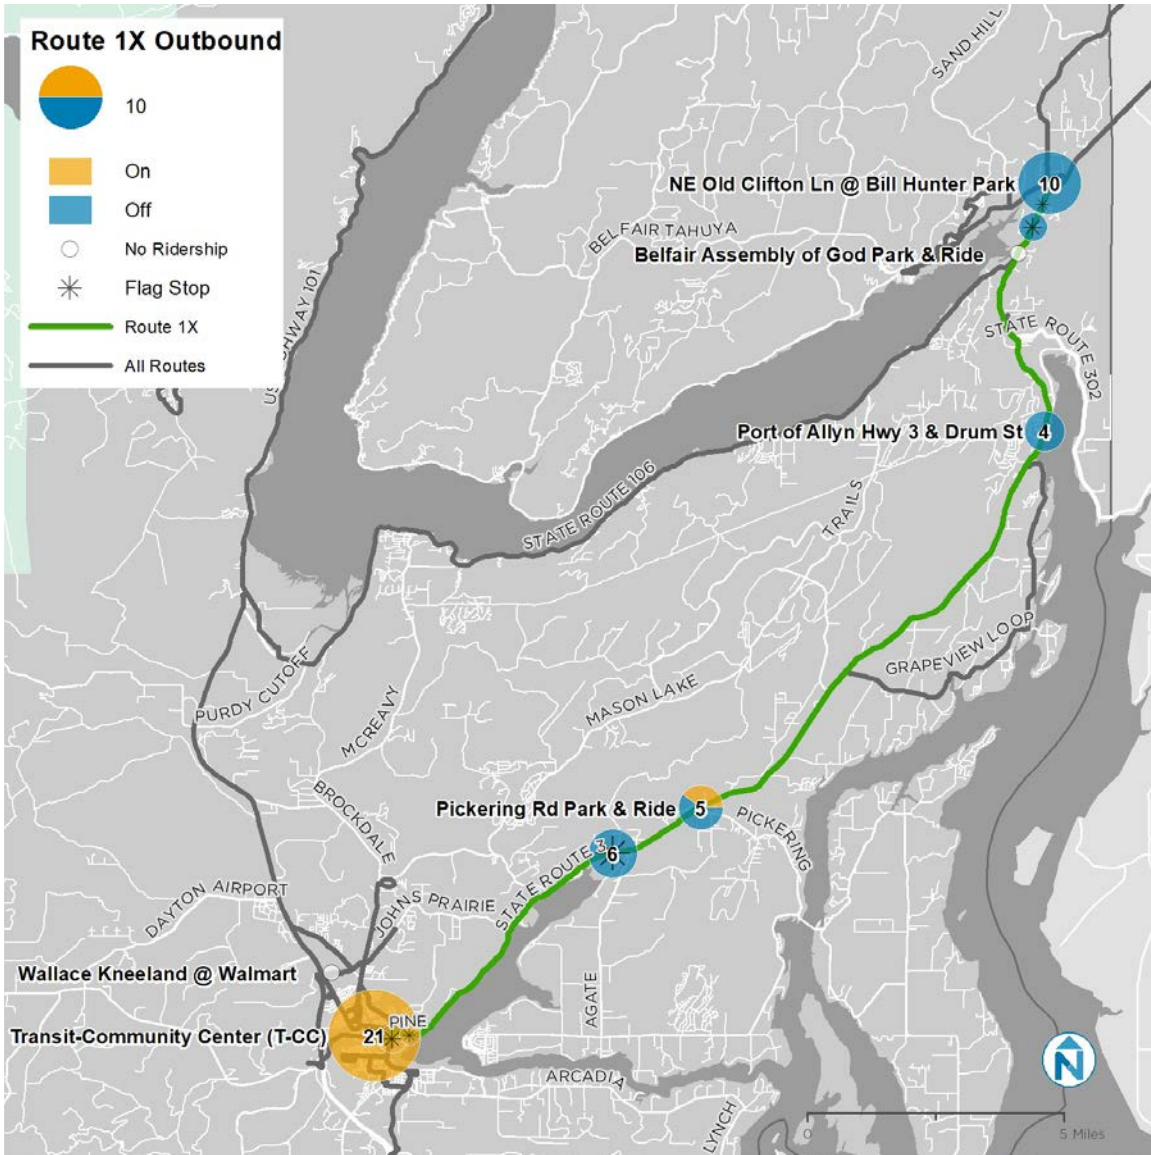 Route 1X Outbound
10
On
Off
No Ridership
Flag Stop
Route 1X
All Routes
SAND HILL
NE Old Clifton Ln @ Bill Hunter Park
10
BELFAIR TAHUYA
Belfair Assembly of God Park & Ride
STATE ROUTE 302
Port of Allyn Hwy 3 & Drum St
4
STATE ROUTE 106
TRAILS
GRAPEVIEW LOOP
PURDY CUTOFF
MCREAVY
MASON LAKE
BROCKDALE
Pickering Rd Park & Ride
5
PICKERING
6
STATE ROUTE 3
DAYTON AIRPORT
JOHNS PRAIRIE
Wallace Kneeland @ Walmart
AGATE
PINE
Transit-Community Center (T-CC)
21
ARCADIA
LYNCH
N
0
5 Miles